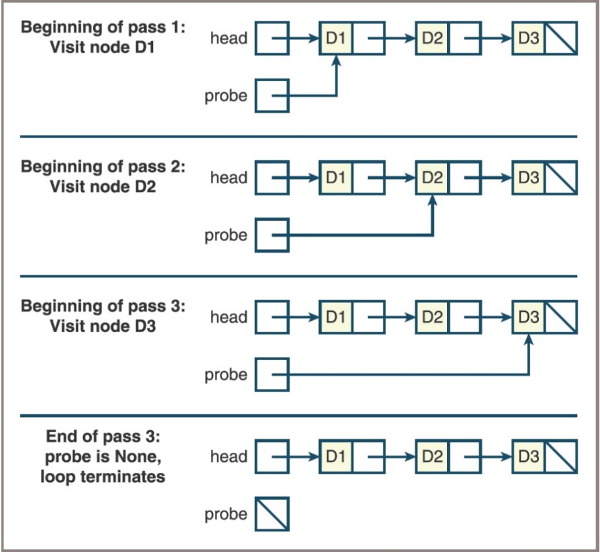 Beginning of pass 1:
Visit node D1
head D1 D2 D3
probe
Beginning of pass 2:
Visit node D2
head D1 D2 D3
probe
Beginning of pass 3:
Visit node D3
head D1 D2 D3
probe
End of pass 3:
probe is None,
loop terminates
head D1 D2 D3
probe